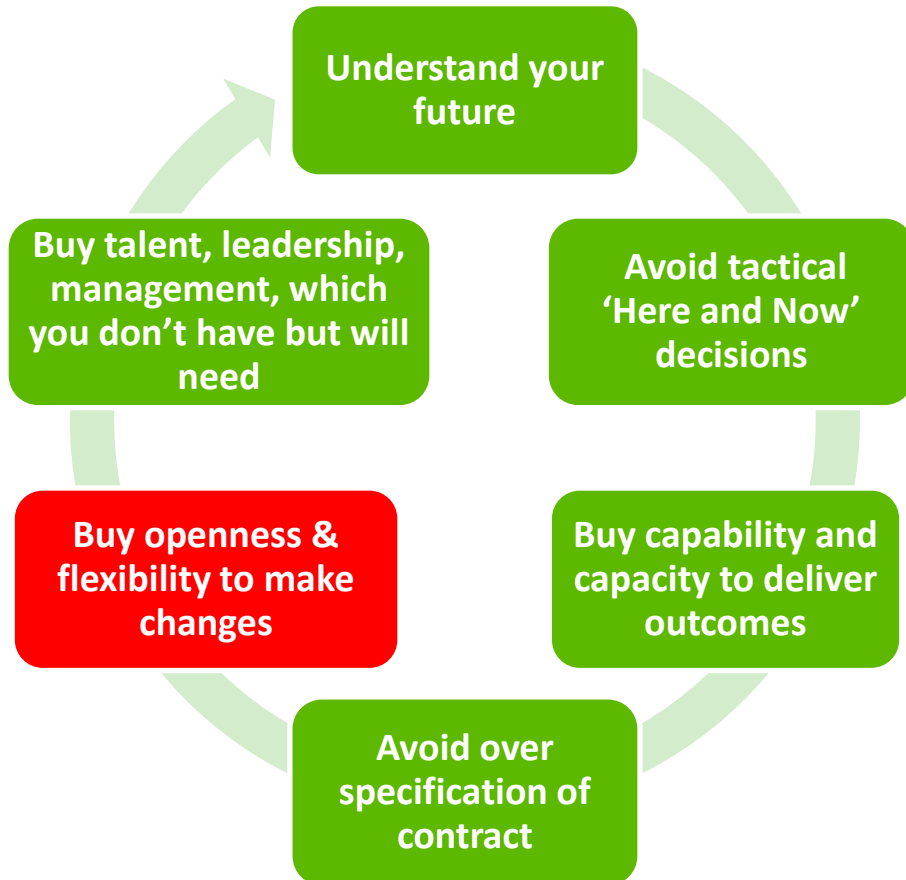 Understand your
future
Avoid tactical
‘Here and Now’
decisions
Buy capability and
capacity to deliver
outcomes
Avoid over
specification of
contract
Buy openness &
flexibility to make
changes
Buy talent, leadership,
management, which
you don’t have but will
need